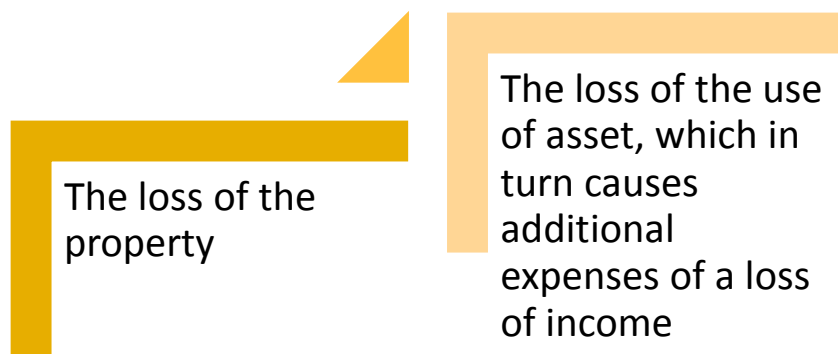 The loss of the
property
The loss of the use
of asset, which in
turn causes
additional
expenses of a loss
of income